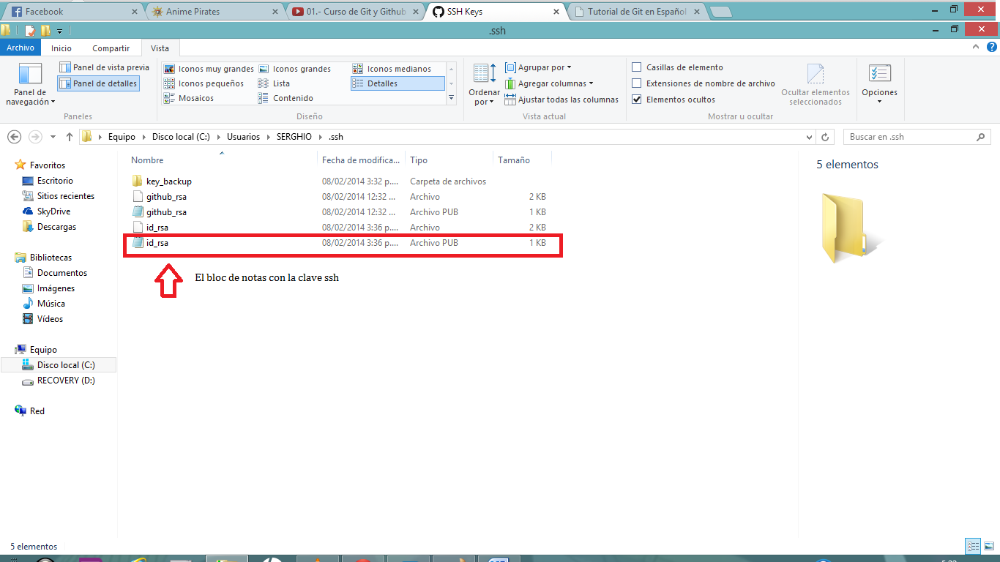 Facebook
Anime Pirates
01.- Curso de Git y Github
SSH Keys
Tutorial de Git en Español
.ssh
Archivo
Inicio
Compartir
Vista
Panel de navegación
Panel de vista previa
Panel de detalles
Paneles
Iconos muy grandes
Iconos grandes
Iconos medianos
Iconos pequeños
Lista
Detalles
Mosaicos
Contenido
Diseño
Ordenar por
Agrupar por
Agregar columnas
Ajustar todas las columnas
Vista actual
Casillas de elemento
Extensiones de nombre de archivo
Elementos ocultos
Ocultar elementos seleccionados
Mostrar u ocultar
Opciones
Equipo
Disco local (C:)
Usuarios
SERGHIO
.ssh
Buscar en .ssh
Favoritos
Escritorio
Sitios recientes
SkyDrive
Descargas
Bibliotecas
Documentos
Imágenes
Música
Vídeos
Equipo
Disco local (C:)
RECOVERY (D:)
Red
Nombre Fecha de modifica... Tipo Tamaño
key_backup 08/02/2014 3:32 p.... Carpeta de archivos
github_rsa 08/02/2014 12:32 ... Archivo 2 KB
github_rsa 08/02/2014 12:32 ... Archivo PUB 1 KB
id_rsa 08/02/2014 3:36 p.... Archivo 2 KB
id_rsa 08/02/2014 3:36 p.... Archivo PUB 1 KB
El bloc de notas con la clave ssh
5 elementos
5 elementos